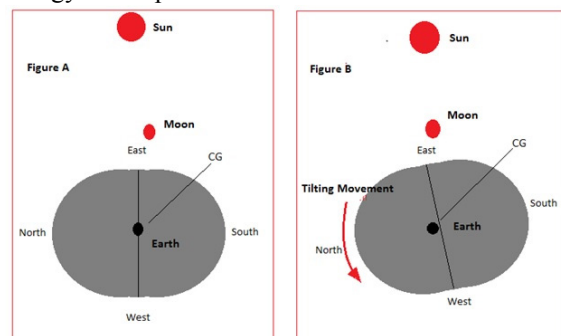 Figure A
Sun
Moon
East
CG
North
Earth
South
West
Figure B
Sun
Moon
East
CG
Tilting Movement
South
Earth
North
West